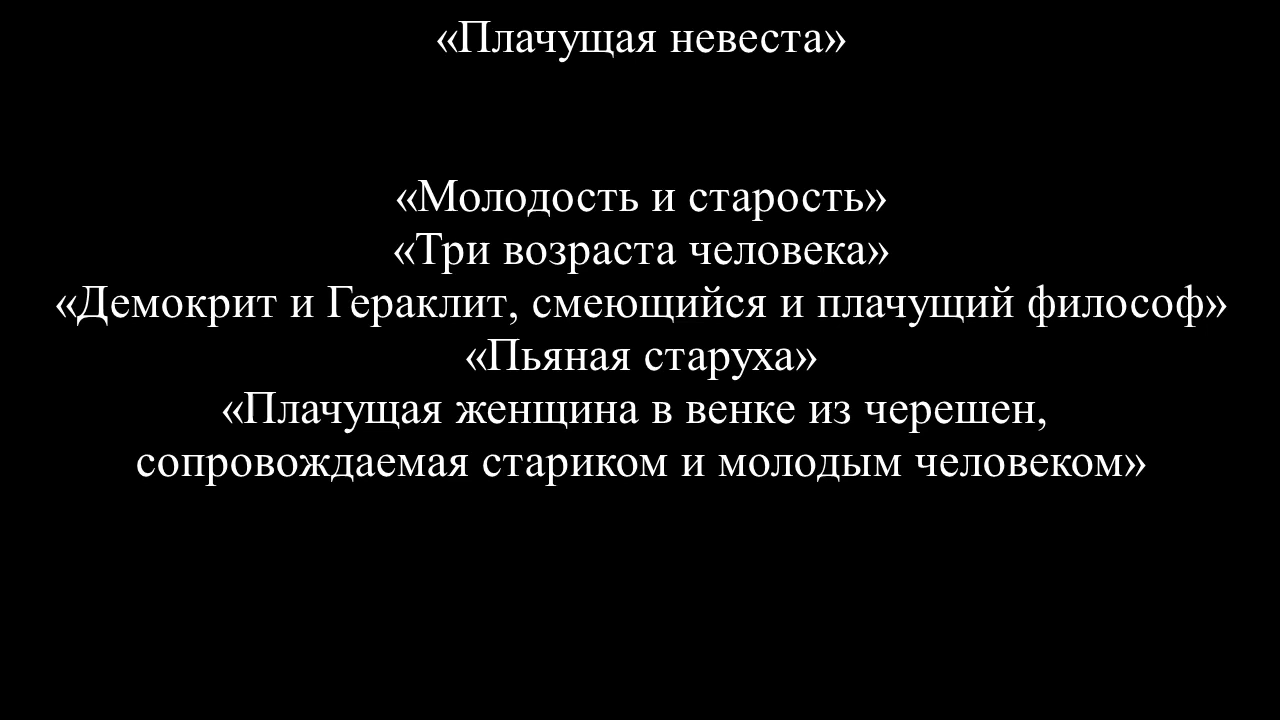 «Плачущая невеста»
«Молодость и старость»
«Три возраста человека»
«Демокрит и Гераклит, смеющийся и плачущий философ»
«Пьяная старуха»
«Плачущая женщина в венке из черешен,
сопровождаемая стариком и молодым человеком»